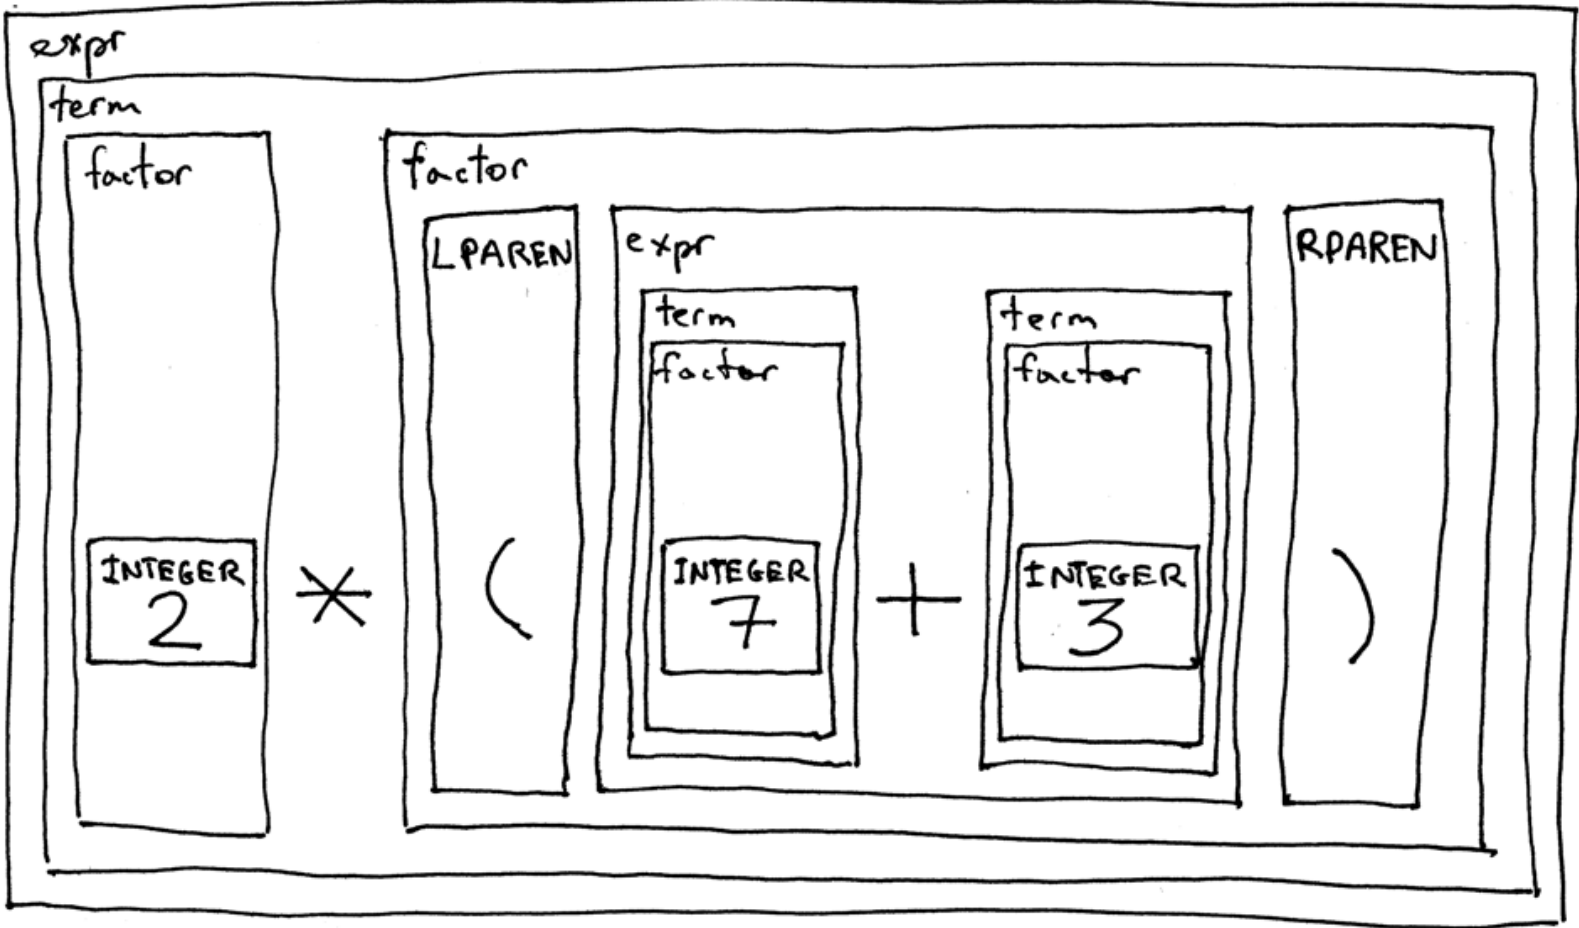 expr
term
factor
factor
LPAREN
expr
RPAREN
term
term
factor
factor
INTEGER
INTEGER
INTEGER
2 * ( 7 + 3 )